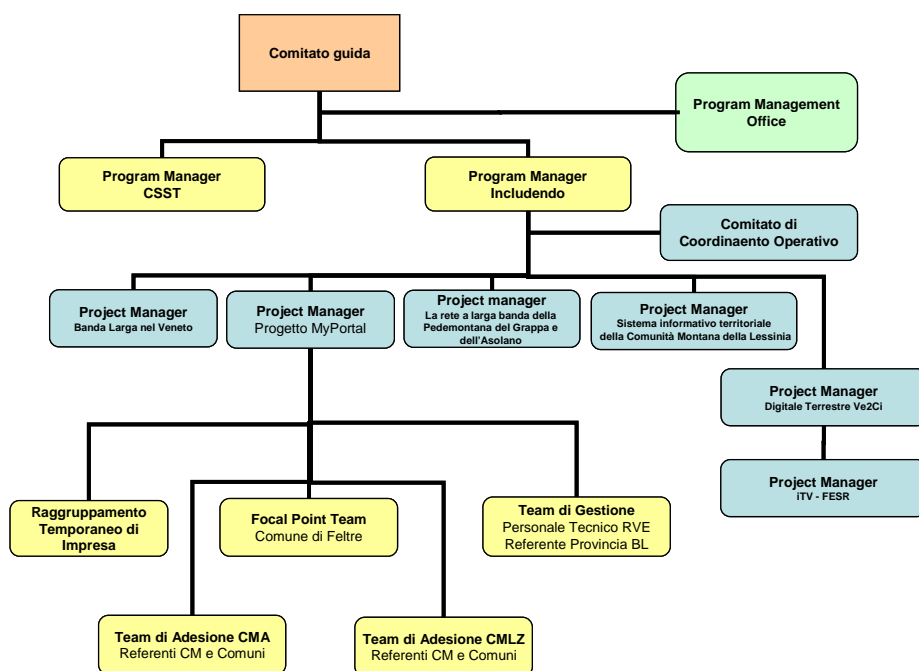 Comitato guida
Program Management
Office
Program Manager
CSST
Program Manager
Includendo
Comitato di
Coordinaento Operativo
Project Manager
Banda Larga nel Veneto
Project Manager
Progetto MyPortal
Project manager
La rete a larga banda della
Pedemontana del Grappa e
dell'Asolano
Project Manager
Sistema informativo territoriale
della Comunità Montana della Lessinia
Project Manager
Digitale Terrestre Ve2Ci
Project Manager
iTV - FESR
Raggruppamento
Temporaneo di
Impresa
Focal Point Team
Comune di Feltre
Team di Gestione
Personale Tecnico RVE
Referente Provincia BL
Team di Adesione CMA
Referenti CM e Comuni
Team di Adesione CMLZ
Referenti CM e Comuni